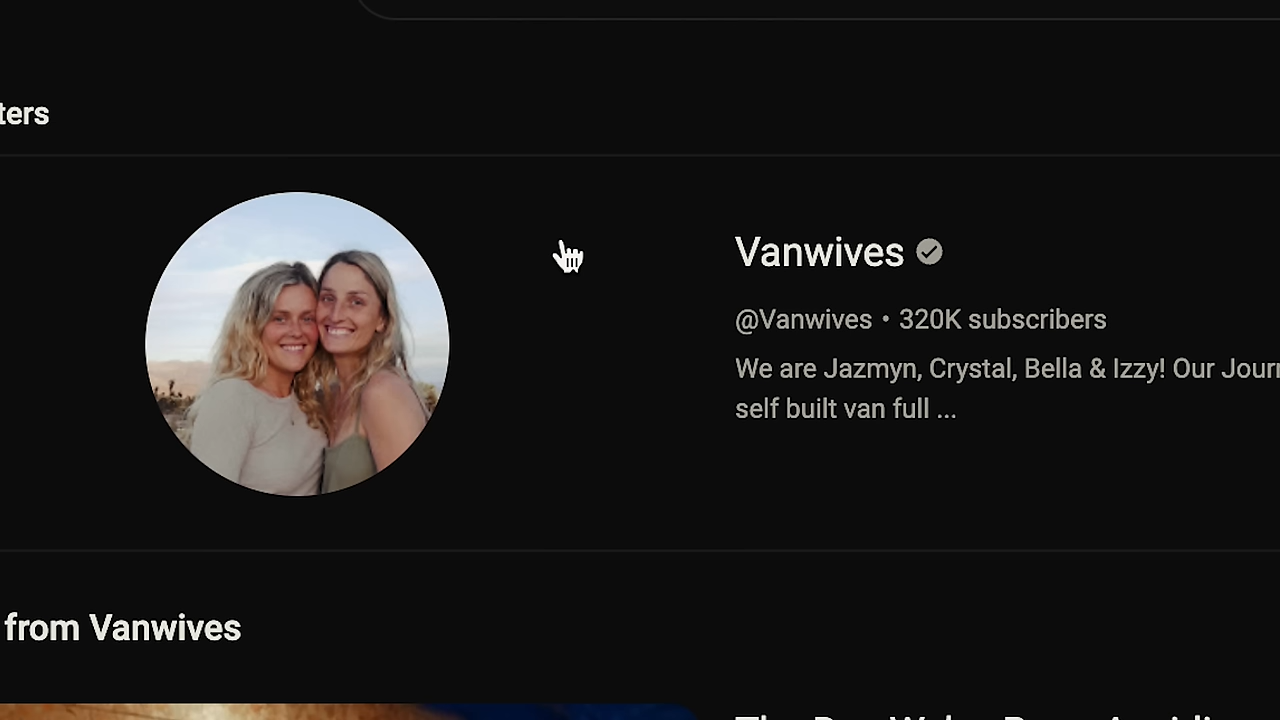 ters
Vanwives
@Vanwives • 320K subscribers
We are Jazmyn, Crystal, Bella & Izzy! Our Jour
self built van full ...
from Vanwives